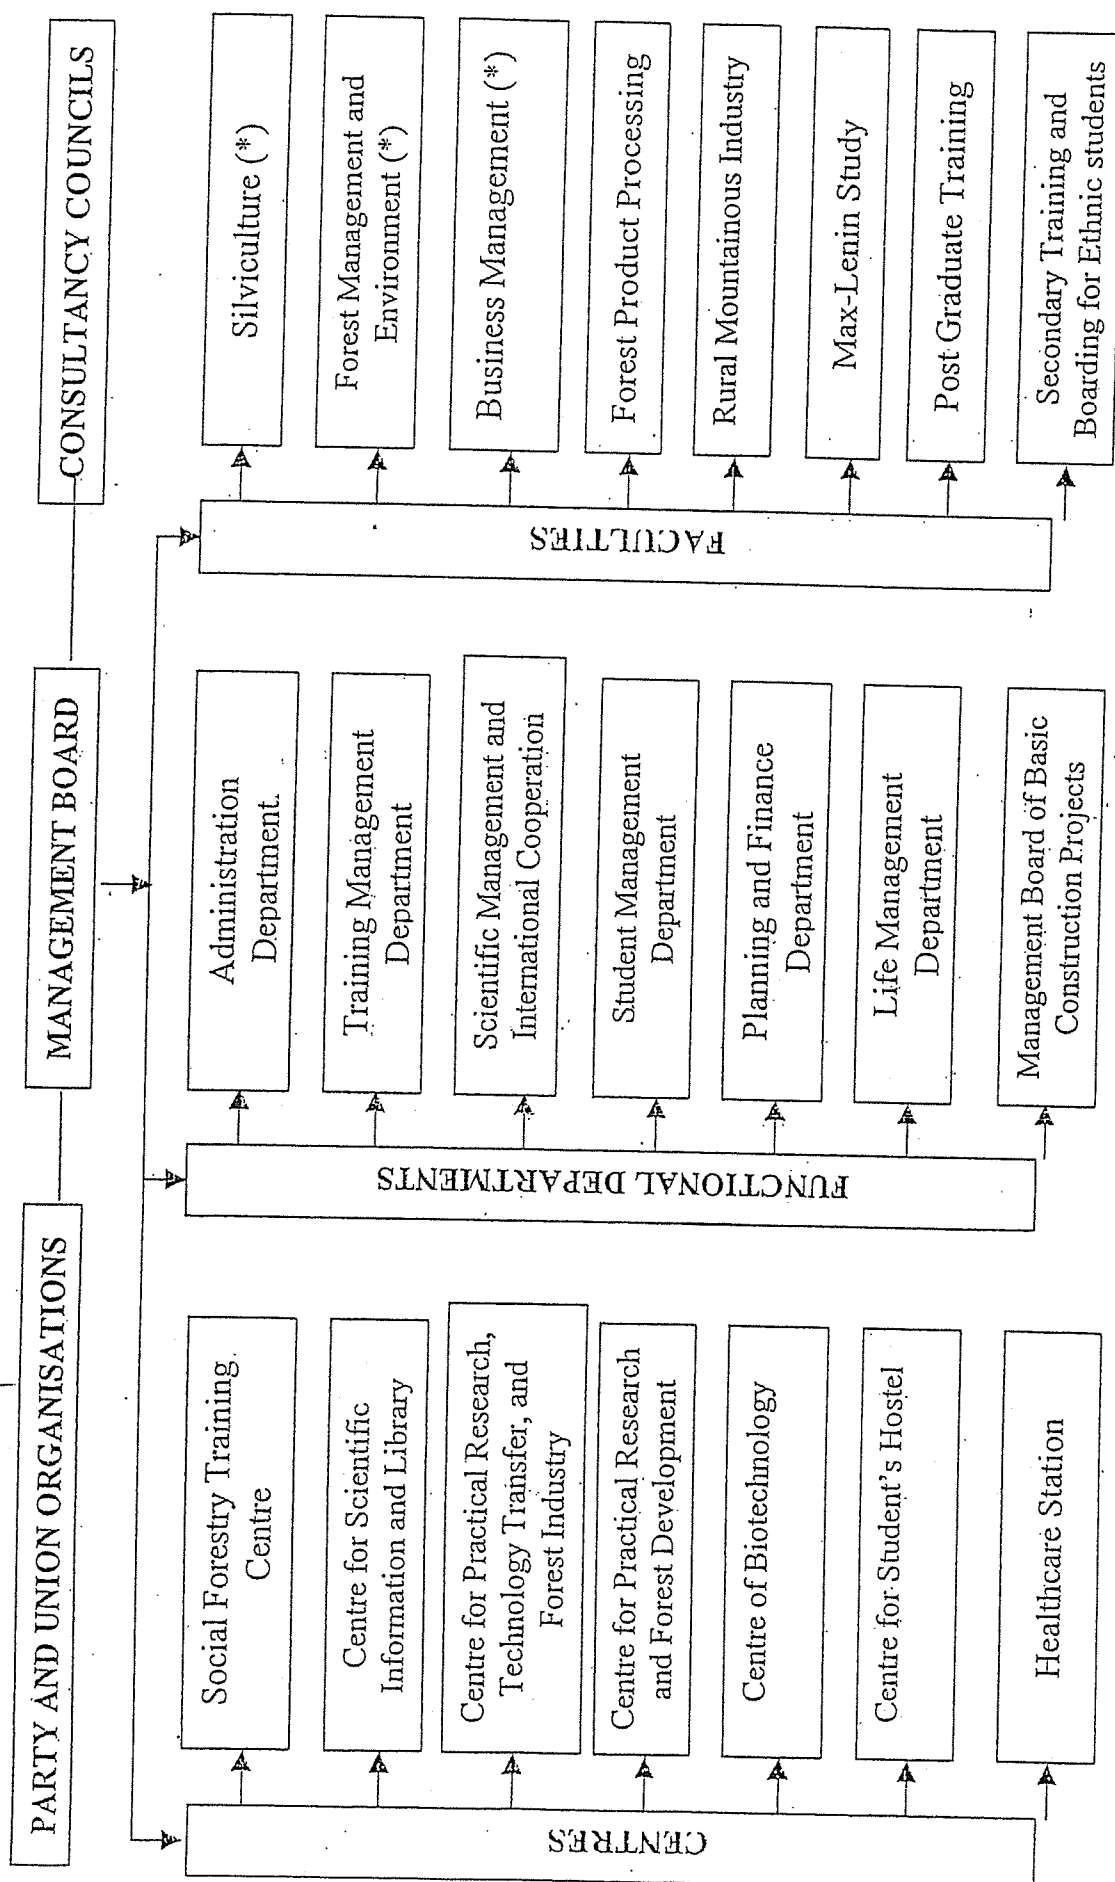 PARTY AND UNION ORGANISATIONS
MANAGEMENT BOARD
CONSULTANCY COUNCILS
CENTRES
Social Forestry Training
Centre
Centre for Scientific
Information and Library
Centre for Practical Research,
Technology Transfer, and
Forest Industry
Centre for Practical Research
and Forest Development
Centre of Biotechnology
Centre for Student's Hostel
Healthcare Station
FUNCTIONAL DEPARTMENTS
Administration
Department
Training Management
Department
Scientific Management and
International Cooperation
Student Management
Department
Planning and Finance
Department
Life Management
Department
Management Board of Basic
Construction Projects
FACULTIES
Silviculture (*)
Forest Management and
Environment (*)
Business Management (*)
Forest Product Processing
Rural Mountainous Industry
Max-Lenin Study
Post Graduate Training
Secondary Training and
Boarding for Ethnic students